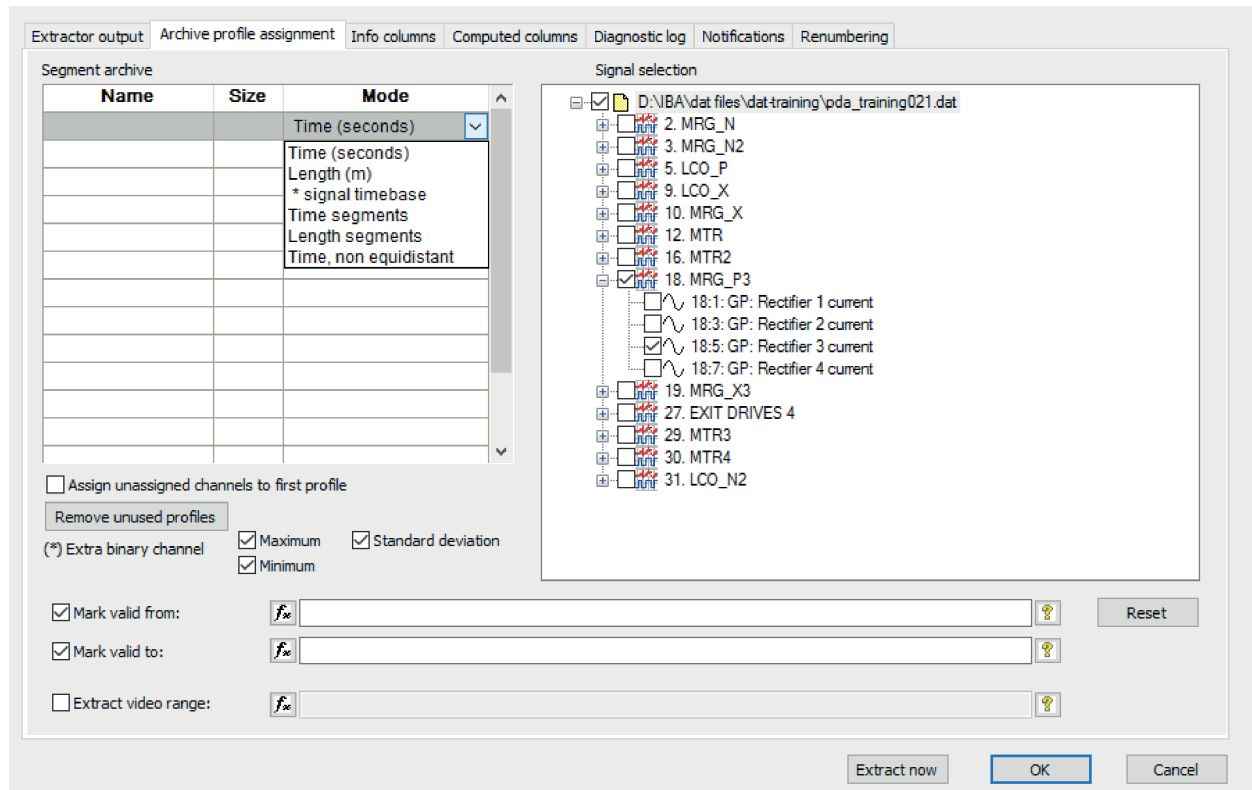 Extractor output Archive profile assignment Info columns Computed columns Diagnostic log Notifications Renumbering
Segment archive
Name Size Mode
Time (seconds)
Time (seconds)
Length (m)
* signal timebase
Time segments
Length segments
Time, non equidistant
Assign unassigned channels to first profile
Remove unused profiles
(*) Extra binary channel
Maximum
Standard deviation
Minimum
Signal selection
D:\IBA\dat files\dat-training\pda_training021.dat
2. MRG_N
3. MRG_N2
5. LCO_P
9. LCO_X
10. MRG_X
12. MTR
16. MTR2
18. MRG_P3
18:1: GP: Rectifier 1 current
18:3: GP: Rectifier 2 current
18:5: GP: Rectifier 3 current
18:7: GP: Rectifier 4 current
19. MRG_X3
27. EXIT DRIVES 4
29. MTR3
30. MTR4
31. LCO_N2
Mark valid from: fx ? Reset
Mark valid to: fx ?
Extract video range: fx ?
Extract now OK Cancel